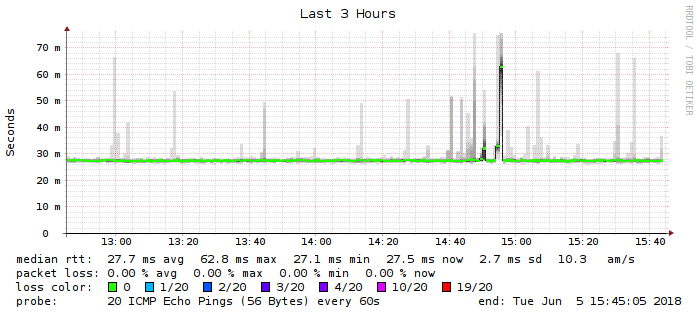 Last 3 Hours
RRDTOOL / TOBI OETIKER
Seconds
70 m
60 m
50 m
40 m
30 m
20 m
10 m
0
13:00 13:20 13:40 14:00 14:20 14:40 15:00 15:20 15:40
median rtt: 27.7 ms avg 62.8 ms max 27.1 ms min 27.5 ms now 2.7 ms sd 10.3 am/s
packet loss: 0.00 % avg 0.00 % max 0.00 % min 0.00 % now
loss color: 0 1/20 2/20 3/20 4/20 10/20 19/20
probe: 20 ICMP Echo Pings (56 Bytes) every 60s end: Tue Jun 5 15:45:05 2018